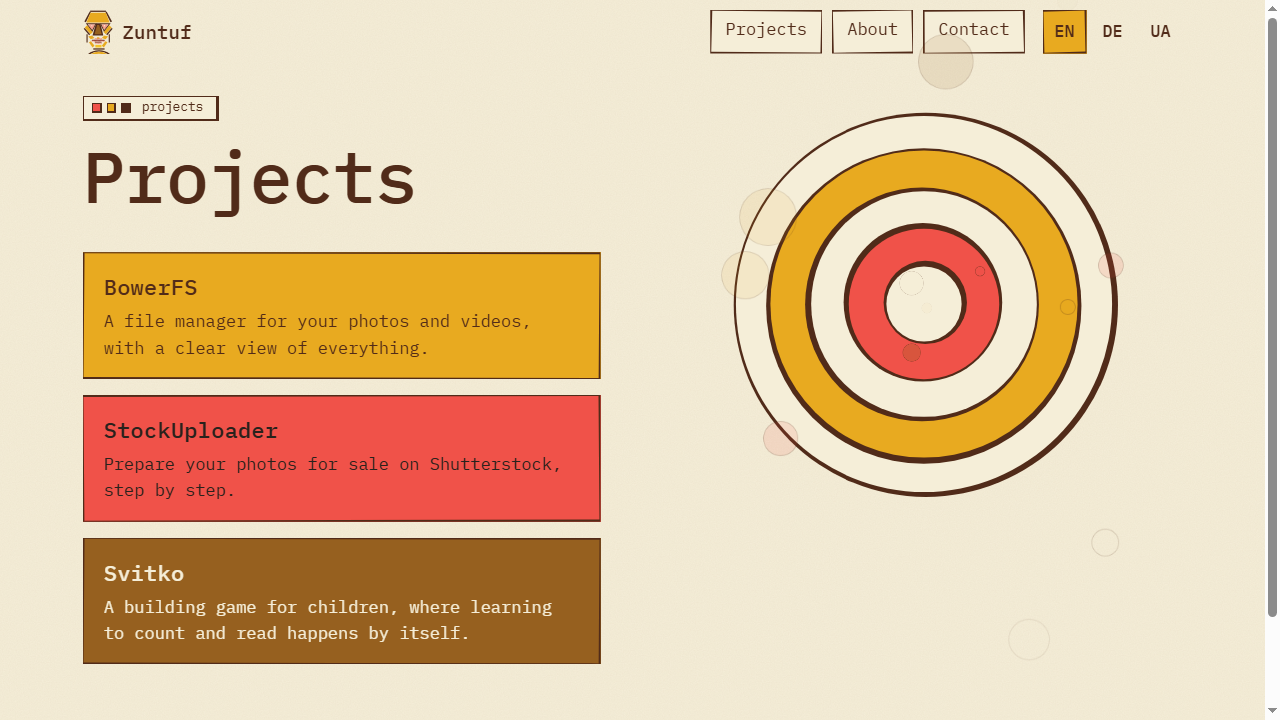 Zuntuf
Projects
About
Contact
EN
DE
UA
projects
Projects
BowerFS
A file manager for your photos and videos,
with a clear view of everything.
StockUploader
Prepare your photos for sale on Shutterstock,
step by step.
Svitko
A building game for children, where learning
to count and read happens by itself.